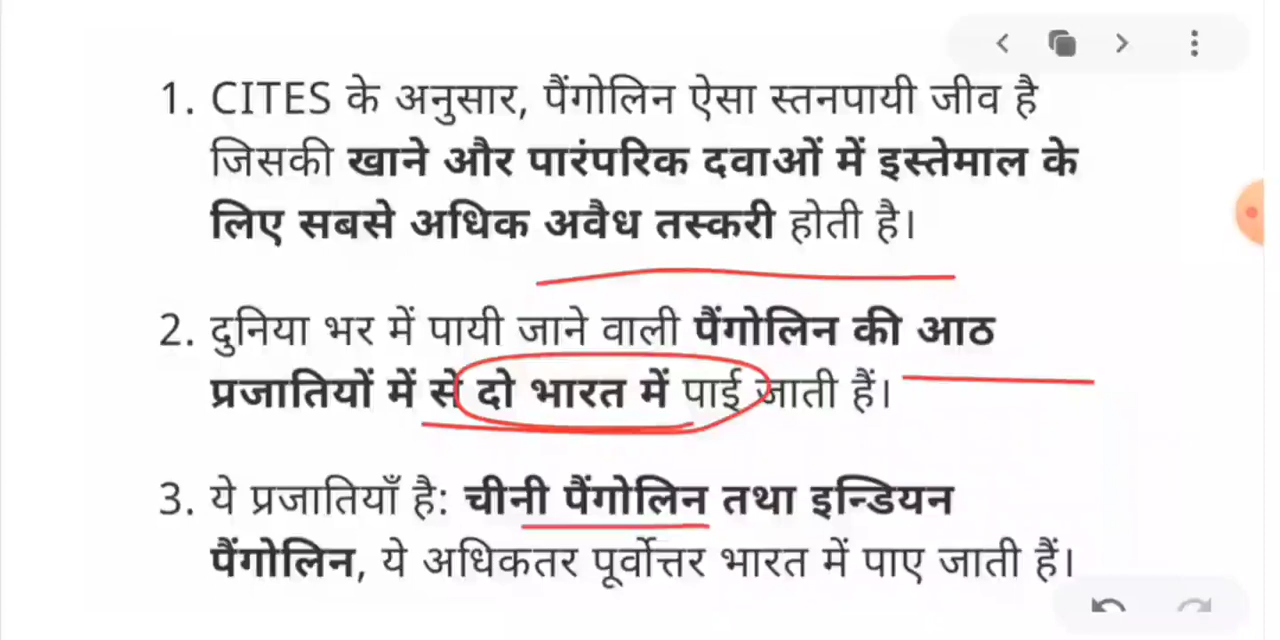 1. CITES के अनुसार, पैंगोलिन ऐसा स्तनपायी जीव है
जिसकी खाने और पारंपरिक दवाओं में इस्तेमाल के
लिए सबसे अधिक अवैध तस्करी होती है।
2. दुनिया भर में पायी जाने वाली पैंगोलिन की आठ
प्रजातियों में से दो भारत में पाई जाती हैं।
3. ये प्रजातियाँ है: चीनी पैंगोलिन तथा इन्डियन
पैंगोलिन, ये अधिकतर पूर्वोत्तर भारत में पाए जाती हैं।